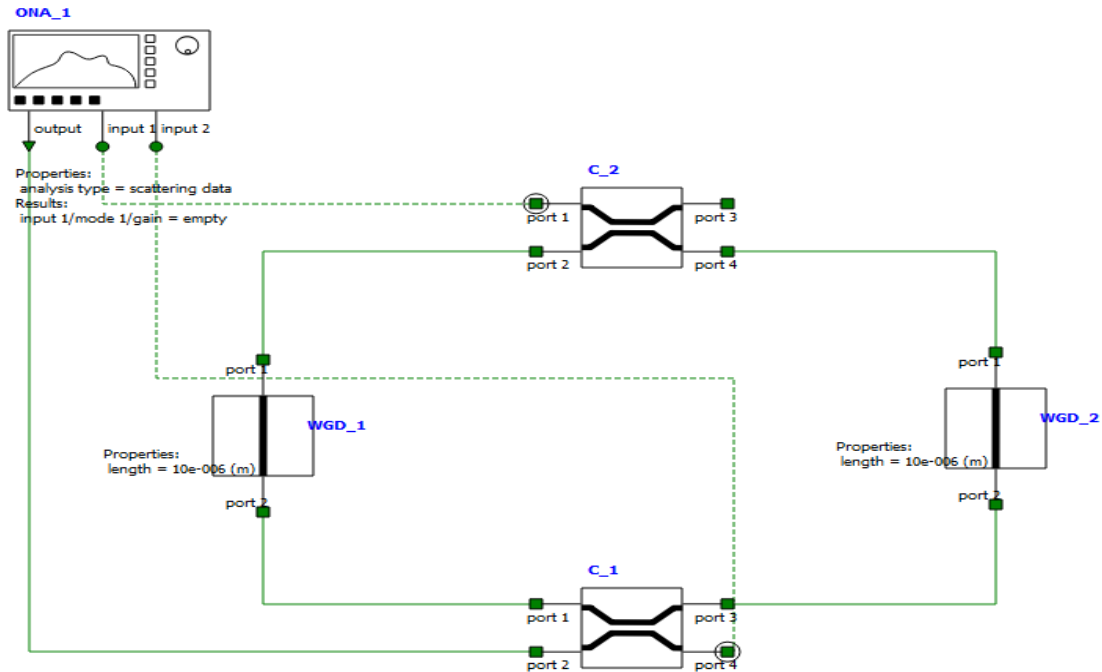 ONA_1
output
input 1
input 2
Properties:
analysis type = scattering data
Results:
input 1/mode 1/gain = empty
C_2
port 1
port 3
port 2
port 4
port 1
WGD_1
Properties:
length = 10e-006 (m)
port 2
port 1
WGD_2
Properties:
length = 10e-006 (m)
port 2
C_1
port 1
port 3
port 2
port 4